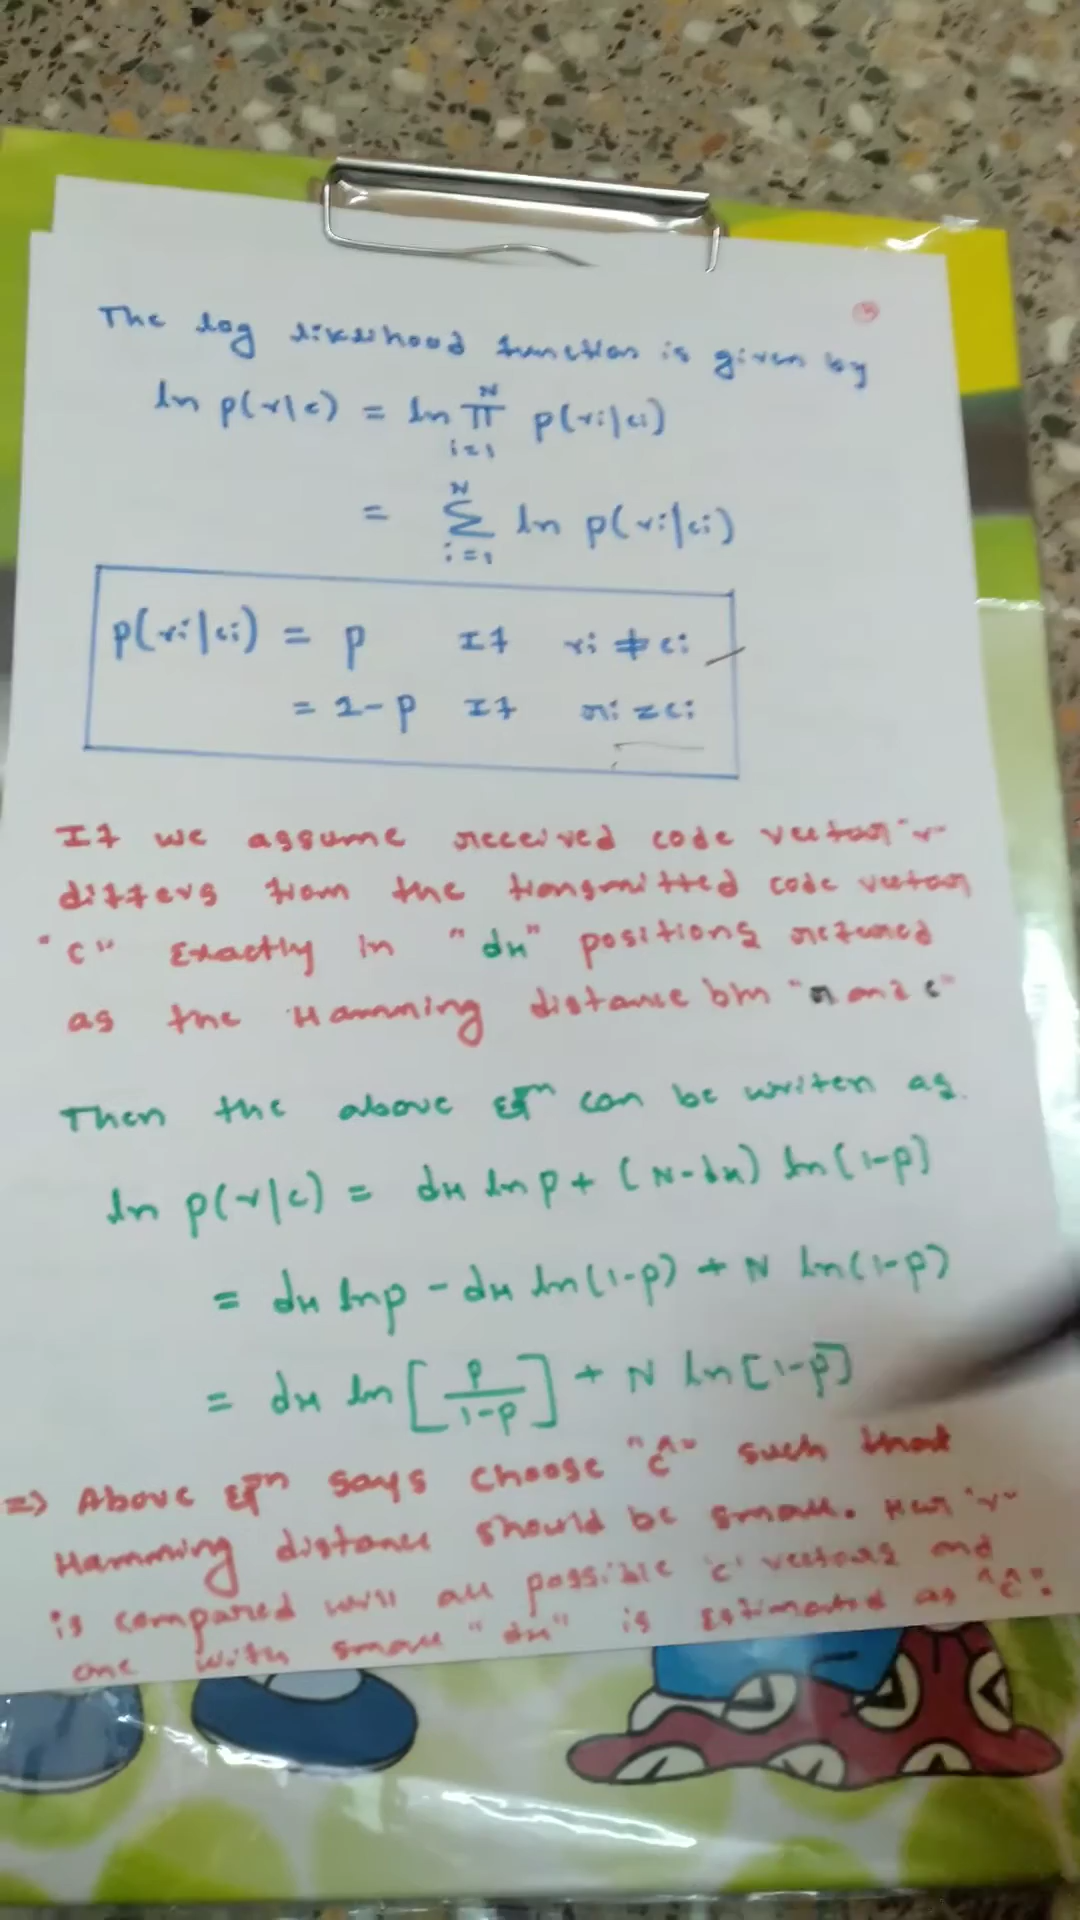 3
The log likelihood function is given by
ln p(r|c) = ln N π i=1 p(ri|ci)
= N Σ i=1 ln p(ri|ci)
p(ri|ci) = p If ri ≠ ci
= 1-p If ri = ci
If we assume received code vector "r"
differs from the transmitted code vector
"c" Exactly in "dH" positions refered
as the Hamming distance b/n "r and c"
Then the above Eqn can be writen as.
ln p(r|c) = dH ln p + (N-dH) ln(1-p)
= dH ln p - dH ln(1-p) + N ln(1-p)
= dH ln [p/1-p] + N ln[1-p]
=> Above Eqn says choose "ĉ" such that
Hamming distance should be small. Her "r"
is compared with all possible 'c' vectors and
one with small "dH" is Estimated as "ĉ".